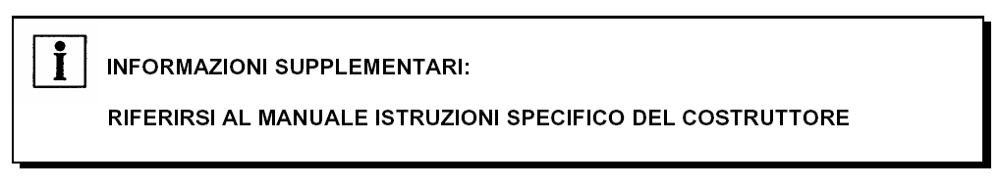 INFORMAZIONI SUPPLEMENTARI:
RIFERIRSI AL MANUALE ISTRUZIONI SPECIFICO DEL COSTRUTTORE